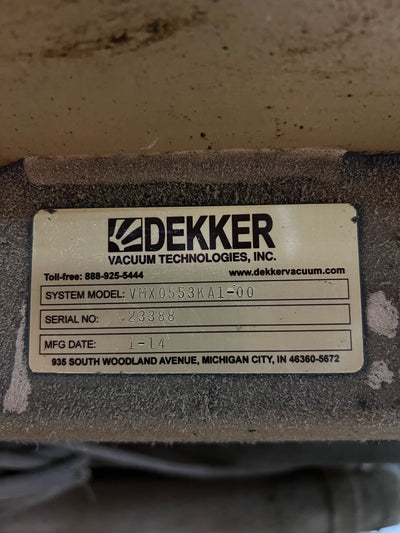 DEKKER
VACUUM TECHNOLOGIES, INC.
Toll-free: 888-925-5444 www.dekkervacuum.com
SYSTEM MODEL: VMX0553KA1-00
SERIAL NO: 23388
MFG DATE: 1-14
935 SOUTH WOODLAND AVENUE, MICHIGAN CITY, IN 46360-5672